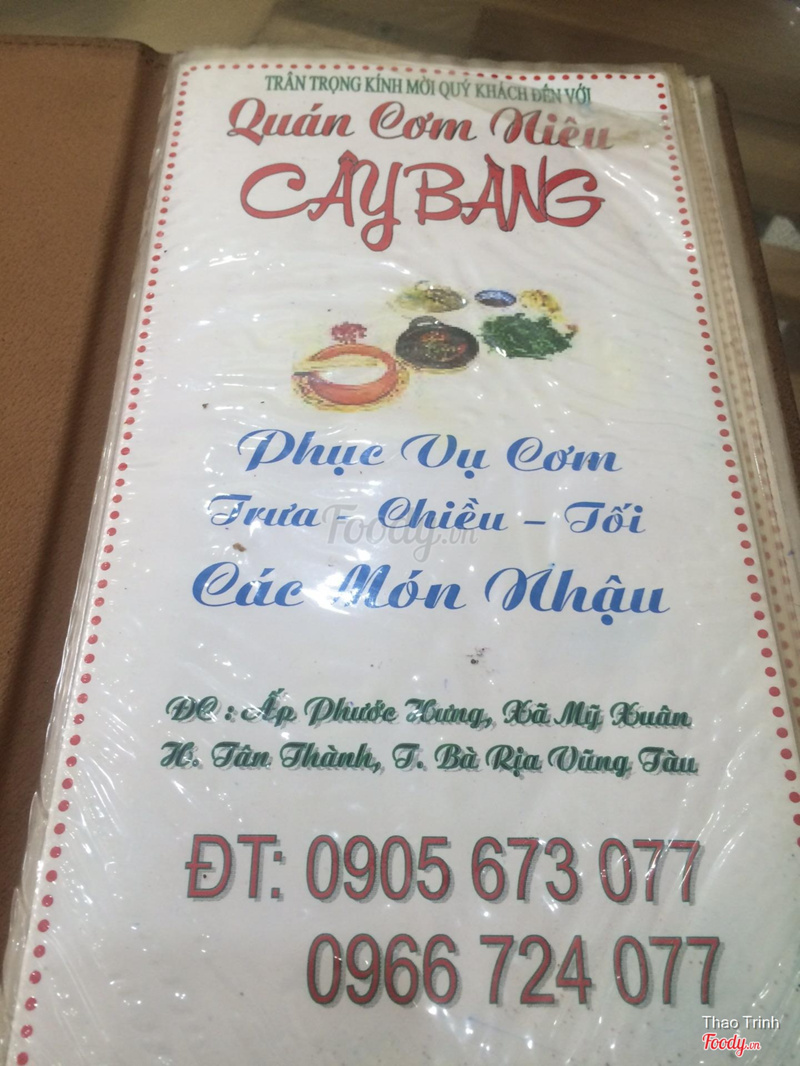 TRÂN TRỌNG KÍNH MỜI QUÝ KHÁCH ĐẾN VỚI
Quán Cơm Niêu
CÂY BÀNG
Phục Vụ Cơm
Trưa - Chiều - Tối
Foody.vn
Các Món Nhậu
ĐC : Ấp Phước Hưng, Xã Mỹ Xuân
H. Tân Thành, T. Bà Rịa Vũng Tàu
ĐT: 0905 673 077
0966 724 077
Thao Trinh
Foody.vn